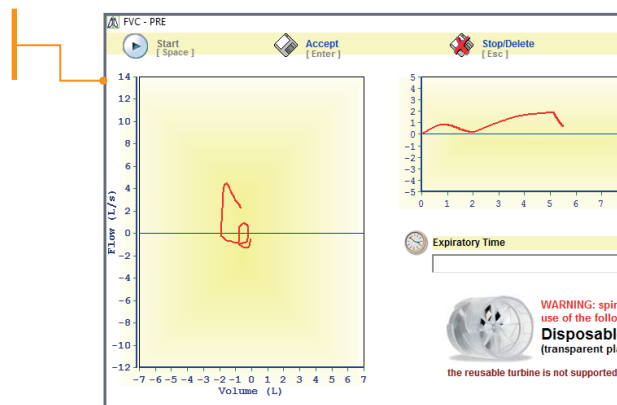 FVC - PRE
Start
[ Space ]
Accept
[ Enter ]
Stop/Delete
[ Esc ]
14
12
10
8
6
4
2
0
-2
-4
-6
-8
-10
-12
Flow (L/s)
-7 -6 -5 -4 -3 -2 -1 0 1 2 3 4 5 6 7
Volume (L)
5
4
3
2
1
0
-1
-2
-3
-4
-5
0 1 2 3 4 5 6 7
Expiratory Time
WARNING:
use of the
Disposabl
(transparent
the reusable turbine is not supported